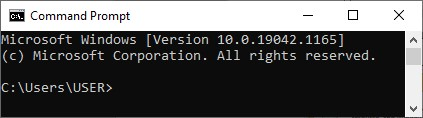 Command Prompt
Microsoft Windows [Version 10.0.19042.1165]
(c) Microsoft Corporation. All rights reserved.
C:\Users\USER>